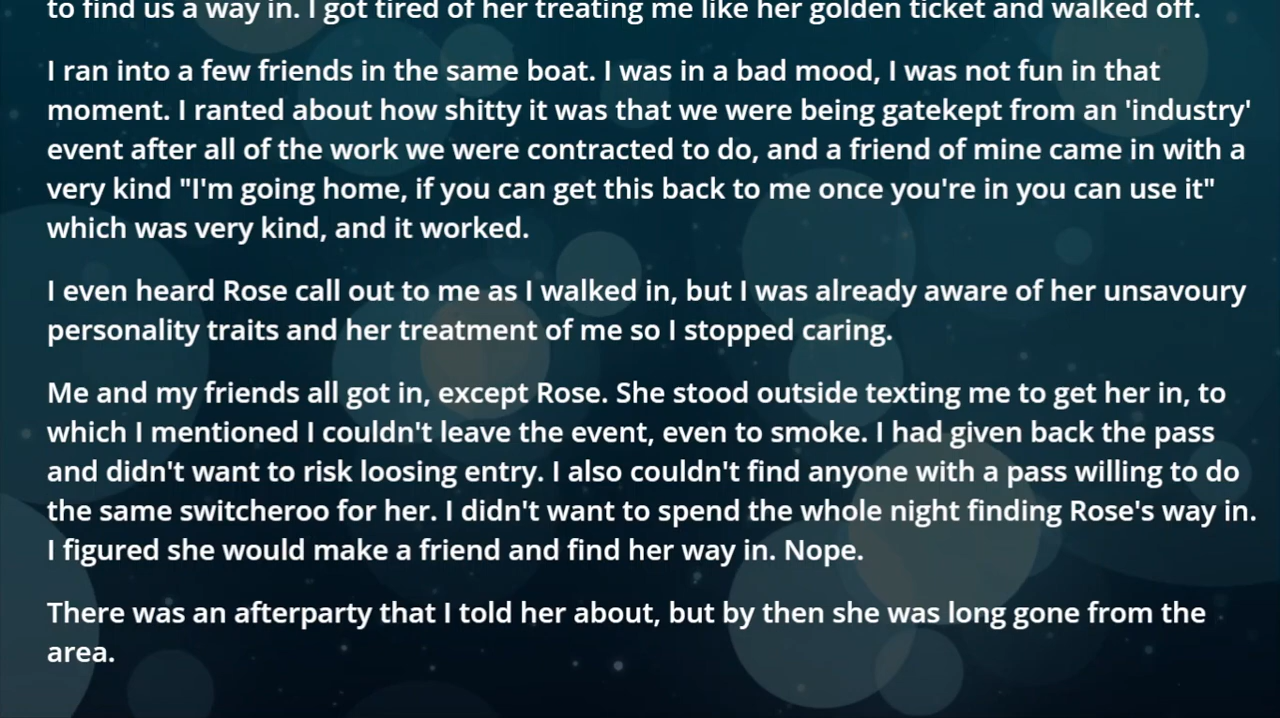 to find us a way in. I got tired of her treating me like her golden ticket and walked off.
I ran into a few friends in the same boat. I was in a bad mood, I was not fun in that
moment. I ranted about how shitty it was that we were being gatekept from an 'industry'
event after all of the work we were contracted to do, and a friend of mine came in with a
very kind "I'm going home, if you can get this back to me once you're in you can use it"
which was very kind, and it worked.
I even heard Rose call out to me as I walked in, but I was already aware of her unsavoury
personality traits and her treatment of me so I stopped caring.
Me and my friends all got in, except Rose. She stood outside texting me to get her in, to
which I mentioned I couldn't leave the event, even to smoke. I had given back the pass
and didn't want to risk loosing entry. I also couldn't find anyone with a pass willing to do
the same switcheroo for her. I didn't want to spend the whole night finding Rose's way in.
I figured she would make a friend and find her way in. Nope.
There was an afterparty that I told her about, but by then she was long gone from the
area.